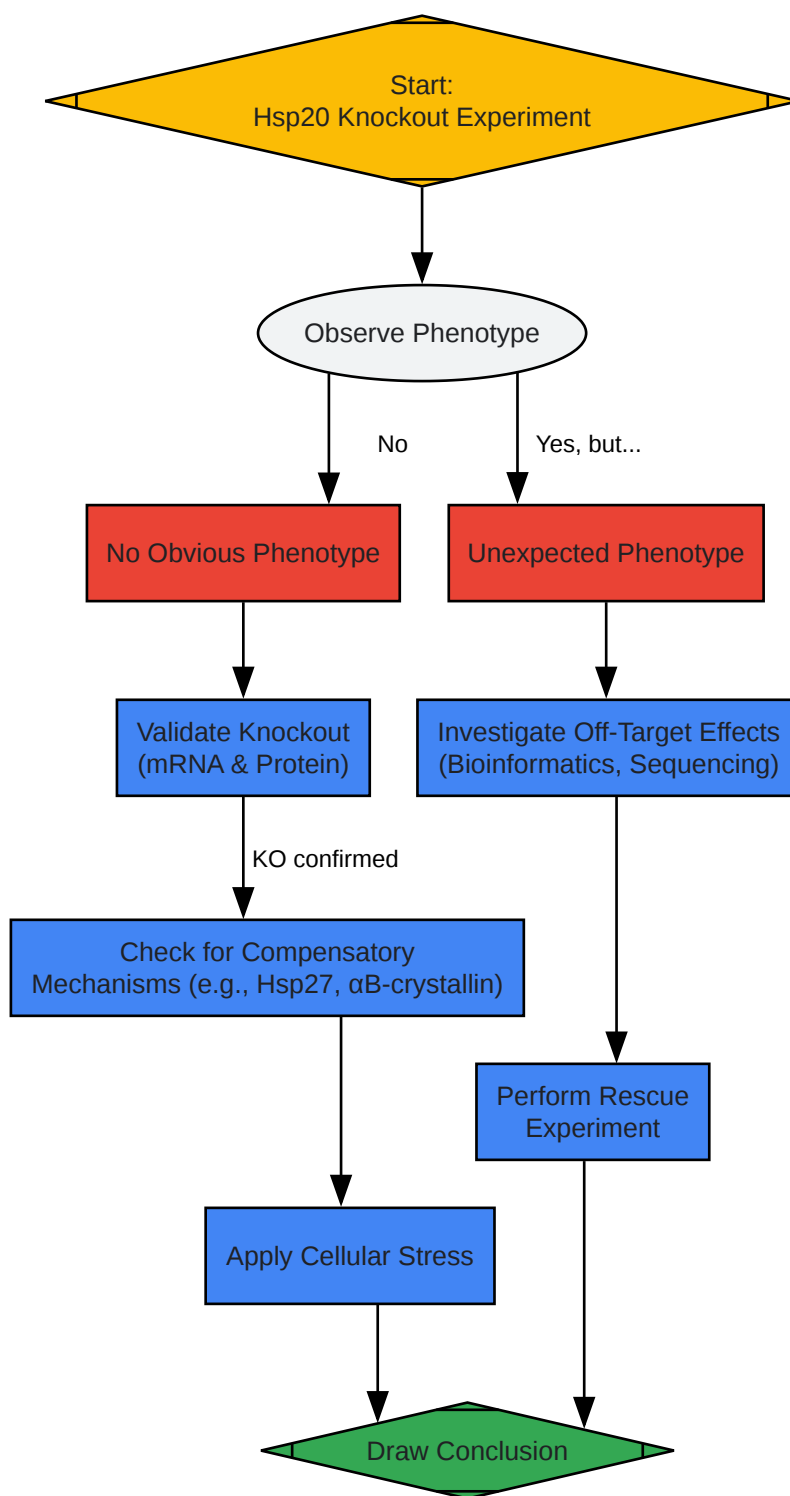 Start:
Hsp20 Knockout Experiment
Observe Phenotype
No
Yes, but...
No Obvious Phenotype
Unexpected Phenotype
Validate Knockout
(mRNA & Protein)
Investigate Off-Target Effects
(Bioinformatics, Sequencing)
KO confirmed
Check for Compensatory
Mechanisms (e.g., Hsp27, αB-crystallin)
Perform Rescue
Experiment
Apply Cellular Stress
Draw Conclusion